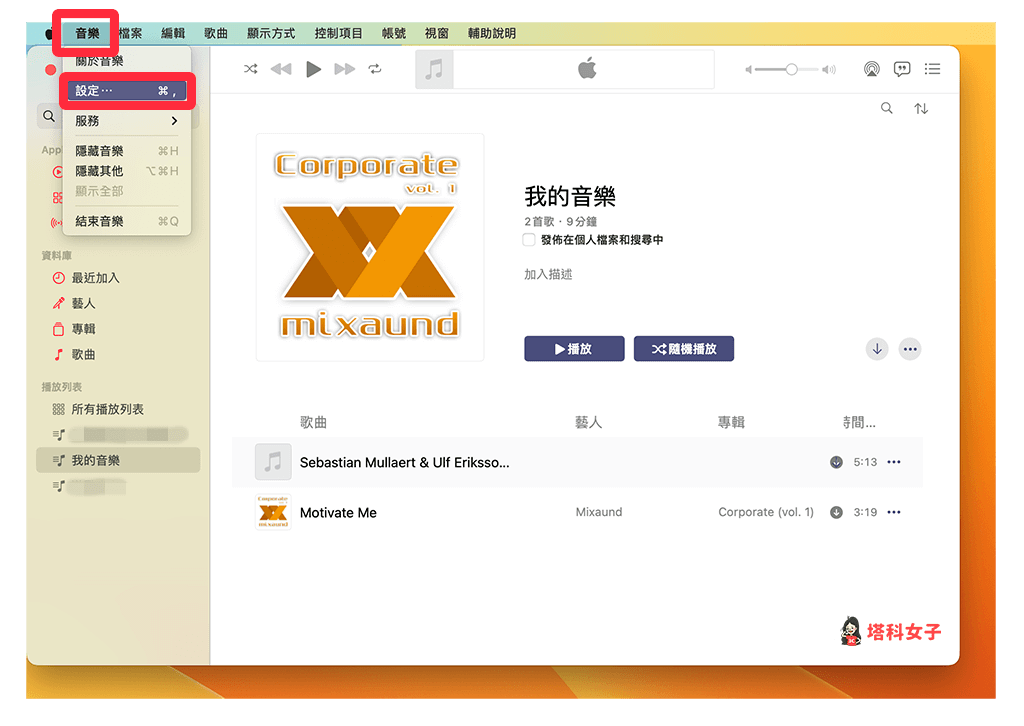 音樂 檔案 編輯 歌曲 顯示方式 控制項目 帳號 視窗 輔助說明
關於音樂
設定… ⌘ ,
服務
隱藏音樂 ⌘H
隱藏其他 ⌥⌘H
顯示全部
結束音樂 ⌘Q
資料庫
最近加入
藝人
專輯
歌曲
播放列表
所有播放列表
我的音樂
Corporate
vol. 1
mixaund
我的音樂
2首歌・9分鐘
發佈在個人檔案和搜尋中
加入描述
播放 隨機播放
歌曲 藝人 專輯 時間...
Sebastian Mullaert & Ulf Eriksso... 5:13
Corporate
mixaund
Motivate Me Mixaund Corporate (vol. 1) 3:19
塔科女子